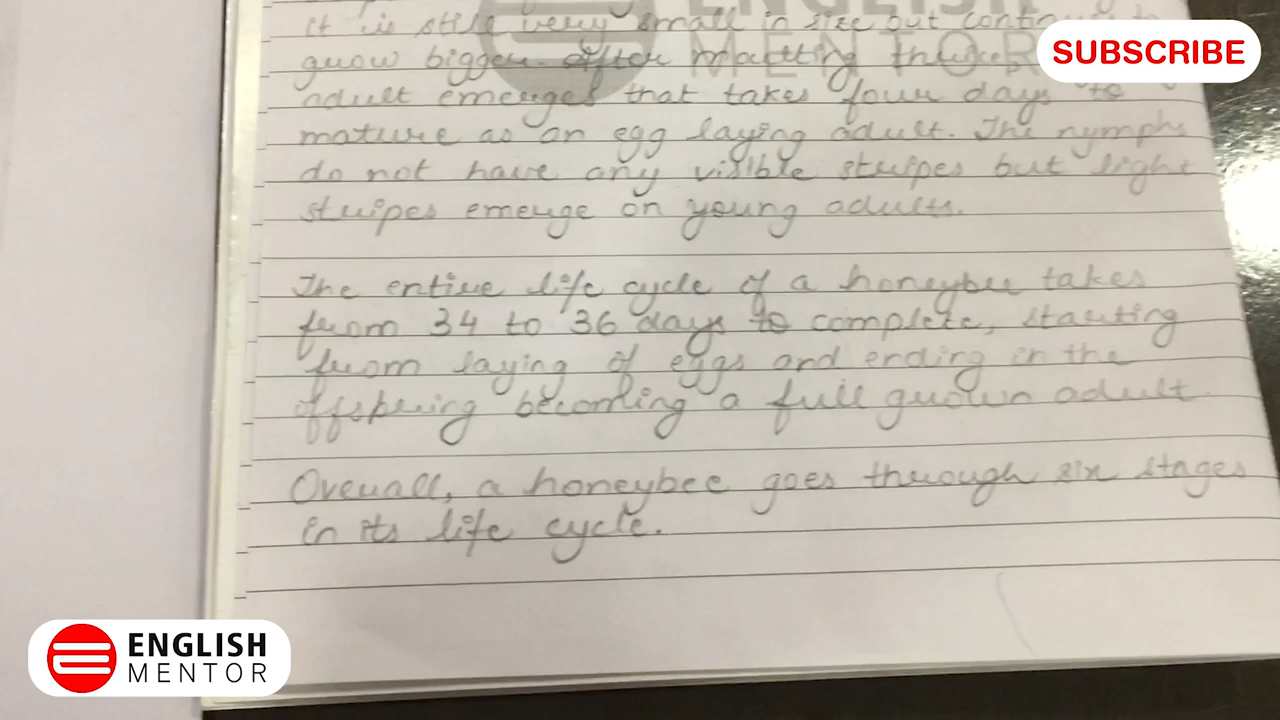 it is still very small in size but
SUBSCRIBE
grow bigger. After
adult emerges that takes four days to
mature as an egg laying adult. The nymphs
do not have any visible stripes but light
stripes emerge on young adults.
The entire life cycle of a honeybee takes
from 34 to 36 days to complete, starting
from laying of eggs and ending in the
offspring becoming a full grown adult.
Overall, a honeybee goes through six stages
in its life cycle.
ENGLISH
MENTOR